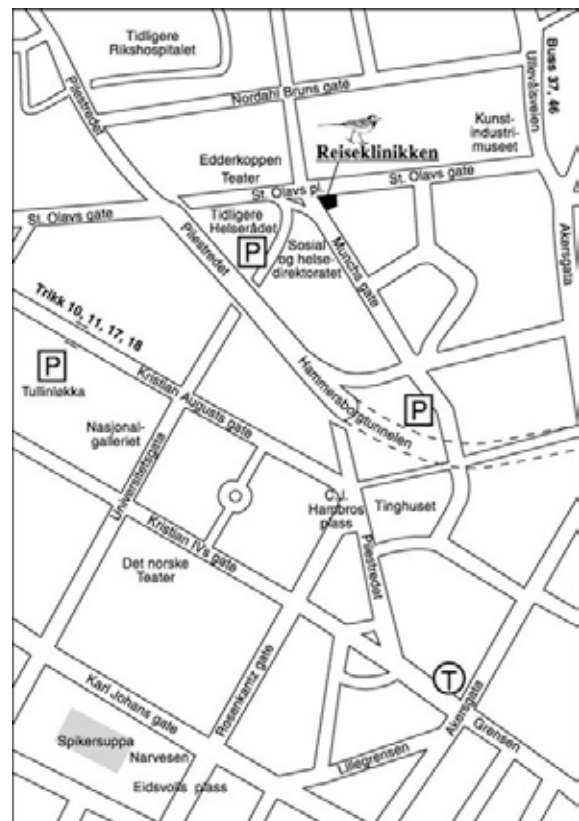 Tidligere
Rikshospitalet
Pilestredet
Nordahl Bruns gate
Ullevålsveien
Buss 37, 46
Kunst-
industri-
museet
Reiseklinikken
Edderkoppen
Teater
St. Olavs pl.
St. Olavs gate
St. Olavs gate
Tidligere
Helserådet
P
Pilestredet
Sosial
og helse-
direktoratet
Munchs gate
Akersgata
Trikk 10, 11, 17, 18
P
Tullinløkka
Kristian Augusts gate
Hammersborgtunnelen
P
Nasjonal-
galleriet
Universitetsgata
C.J.
Hambros
plass
Tinghuset
Kristian IVs gate
Pilestredet
Det norske
Teater
Rosenkantz gate
T
Akersgata
Grensen
Karl Johans gate
Spikersuppa
Narvesen
Lillegrensen
Eidsvolls plass